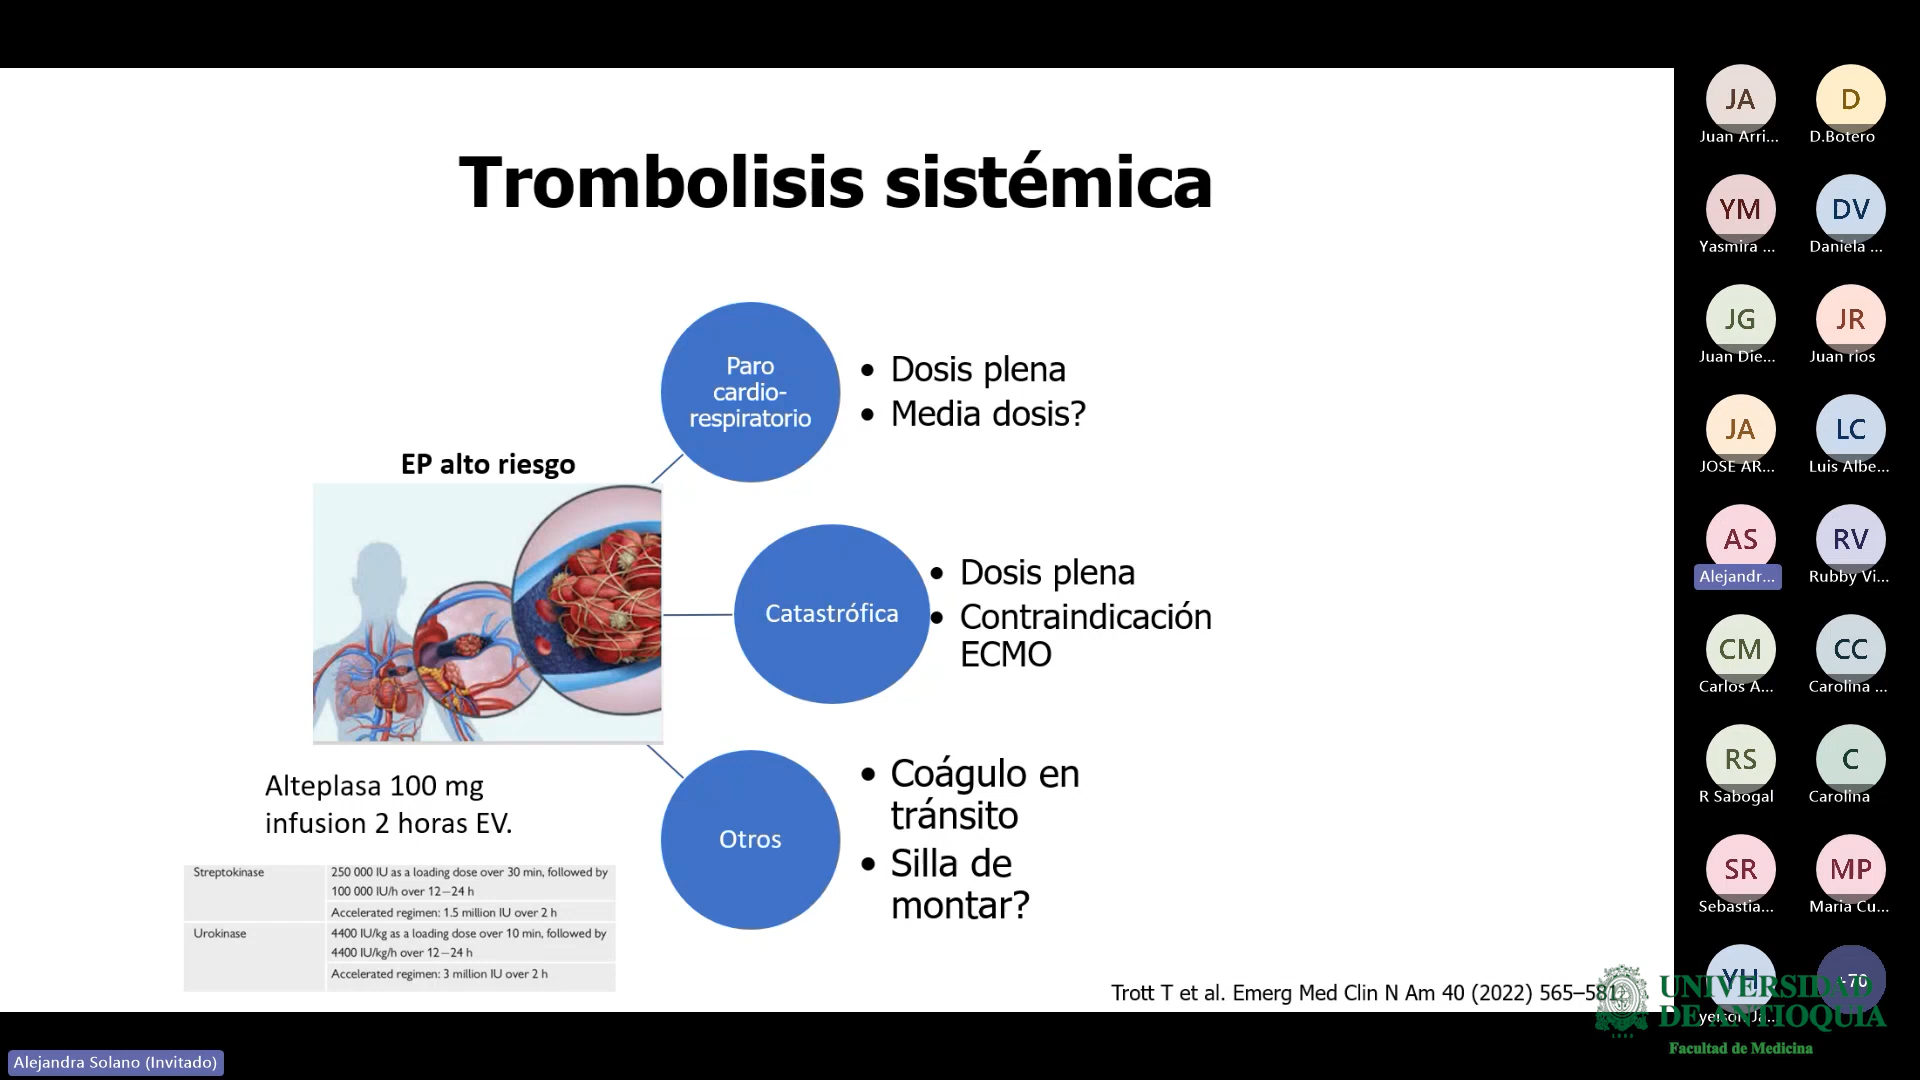 Trombolisis sistémica
EP alto riesgo
Alteplasa 100 mg
infusion 2 horas EV.
Streptokinase
250 000 IU as a loading dose over 30 min, followed by
100 000 IU/h over 12–24 h
Accelerated regimen: 1.5 million IU over 2 h
Urokinase
4400 IU/kg as a loading dose over 10 min, followed by
4400 IU/kg/h over 12–24 h
Accelerated regimen: 3 million IU over 2 h
Paro
cardio-
respiratorio
• Dosis plena
• Media dosis?
Catastrófica
• Dosis plena
• Contraindicación
ECMO
Otros
• Coágulo en
tránsito
• Silla de
montar?
Trott T et al. Emerg Med Clin N Am 40 (2022) 565–581.
JA
Juan Arri...
D
D.Botero
YM
Yasmira ...
DV
Daniela ...
JG
Juan Die...
JR
Juan rios
JA
JOSE AR...
LC
Luis Albe...
AS
Alejandr...
RV
Rubby Vi...
CM
Carlos A...
CC
Carolina ...
RS
R Sabogal
C
Carolina
SR
Sebastia...
MP
Maria Cu...
YH
+70
UNIVERSIDAD
DE ANTIOQUIA
Facultad de Medicina
Alejandra Solano (Invitado)